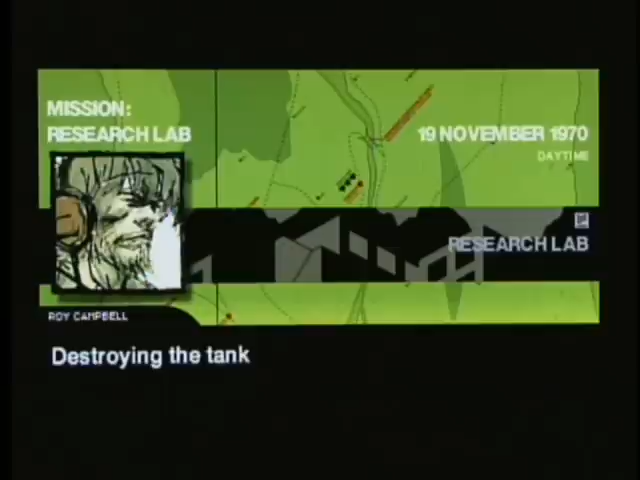 MISSION:
RESEARCH LAB
19 NOVEMBER 1970
DAYTIME
RESEARCH LAB
ROY CAMPBELL
Destroying the tank